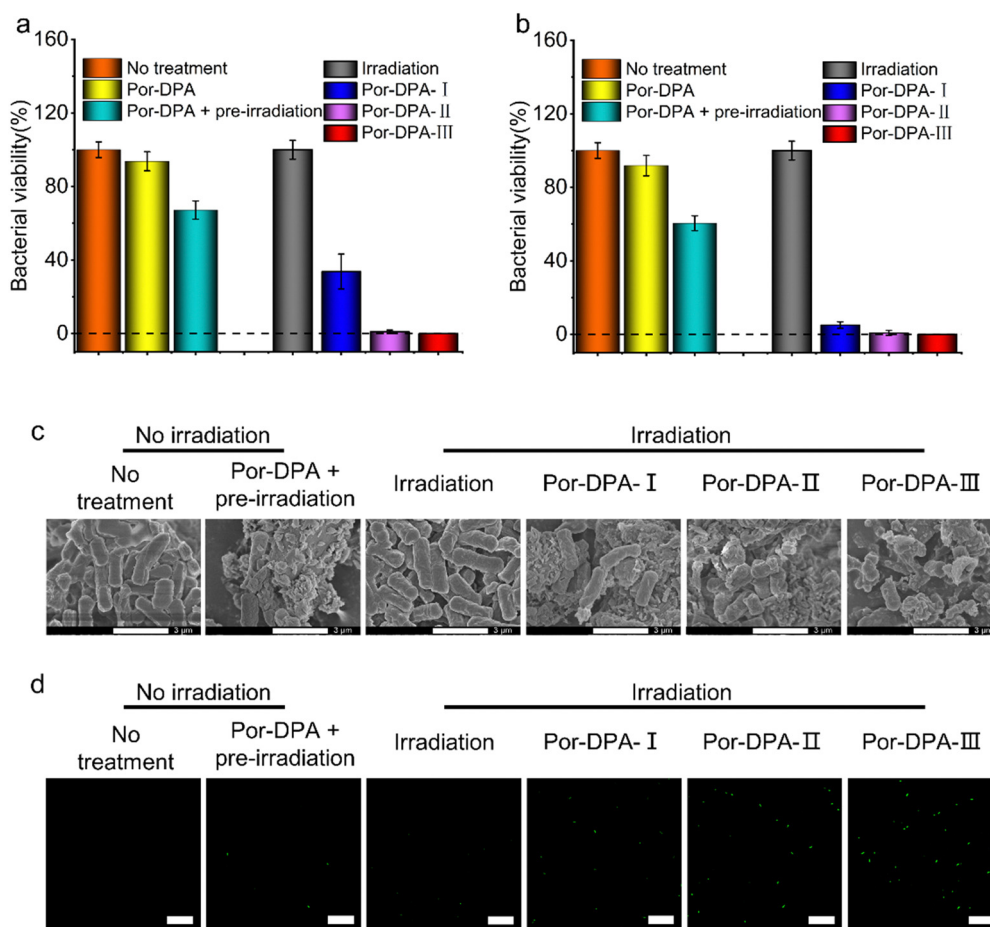 a
160
120
80
40
0
Bacterial viability(%)
No treatment
Por-DPA
Por-DPA + pre-irradiation
Irradiation
Por-DPA-Ⅰ
Por-DPA-Ⅱ
Por-DPA-Ⅲ
b
160
120
80
40
0
Bacterial viability(%)
No treatment
Por-DPA
Por-DPA + pre-irradiation
Irradiation
Por-DPA-Ⅰ
Por-DPA-Ⅱ
Por-DPA-Ⅲ
c
No irradiation
Irradiation
No
treatment
Por-DPA +
pre-irradiation
Irradiation
Por-DPA-Ⅰ
Por-DPA-Ⅱ
Por-DPA-Ⅲ
3 μm
3 μm
3 μm
3 μm
3 μm
3 μm
d
No irradiation
Irradiation
No
treatment
Por-DPA +
pre-irradiation
Irradiation
Por-DPA-Ⅰ
Por-DPA-Ⅱ
Por-DPA-Ⅲ